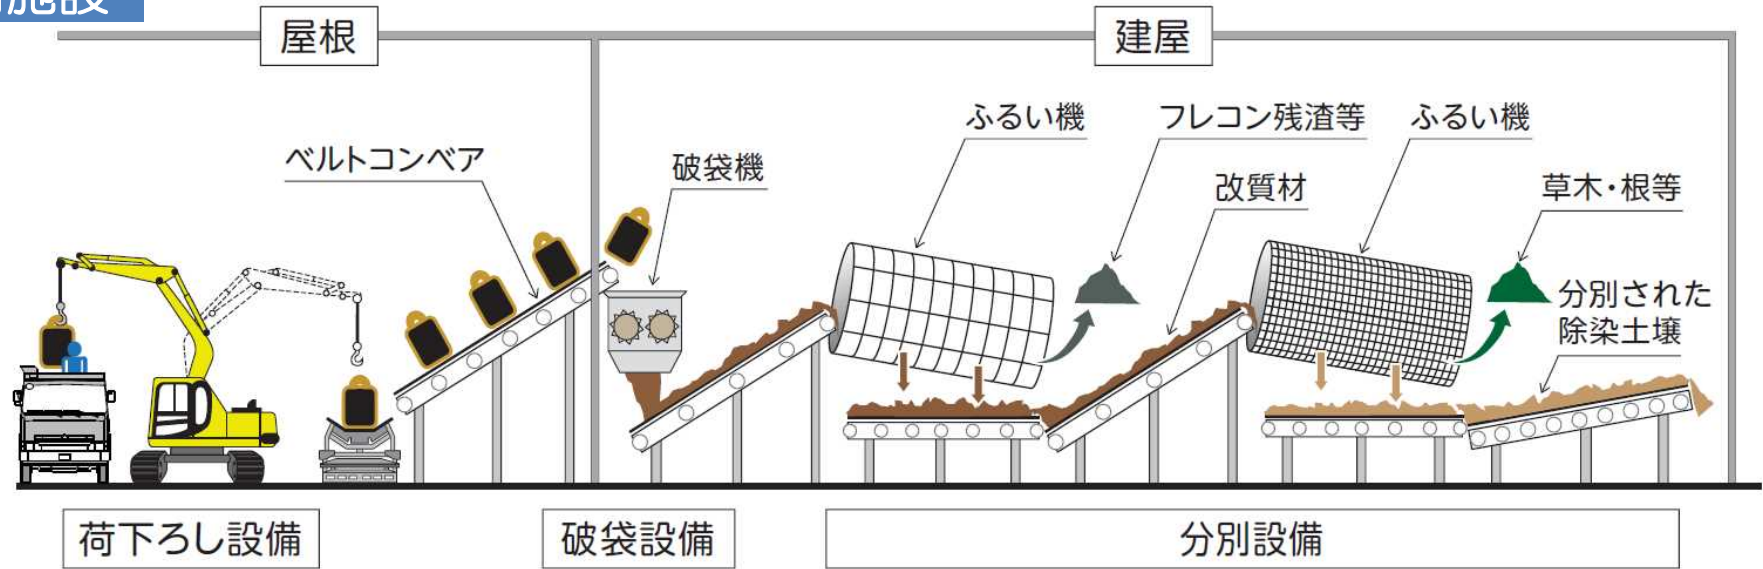 施設
屋根
建屋
ふるい機
フレコン残渣等
ふるい機
ベルトコンベア
破袋機
改質材
草木・根等
分別された
除染土壌
荷下ろし設備
破袋設備
分別設備